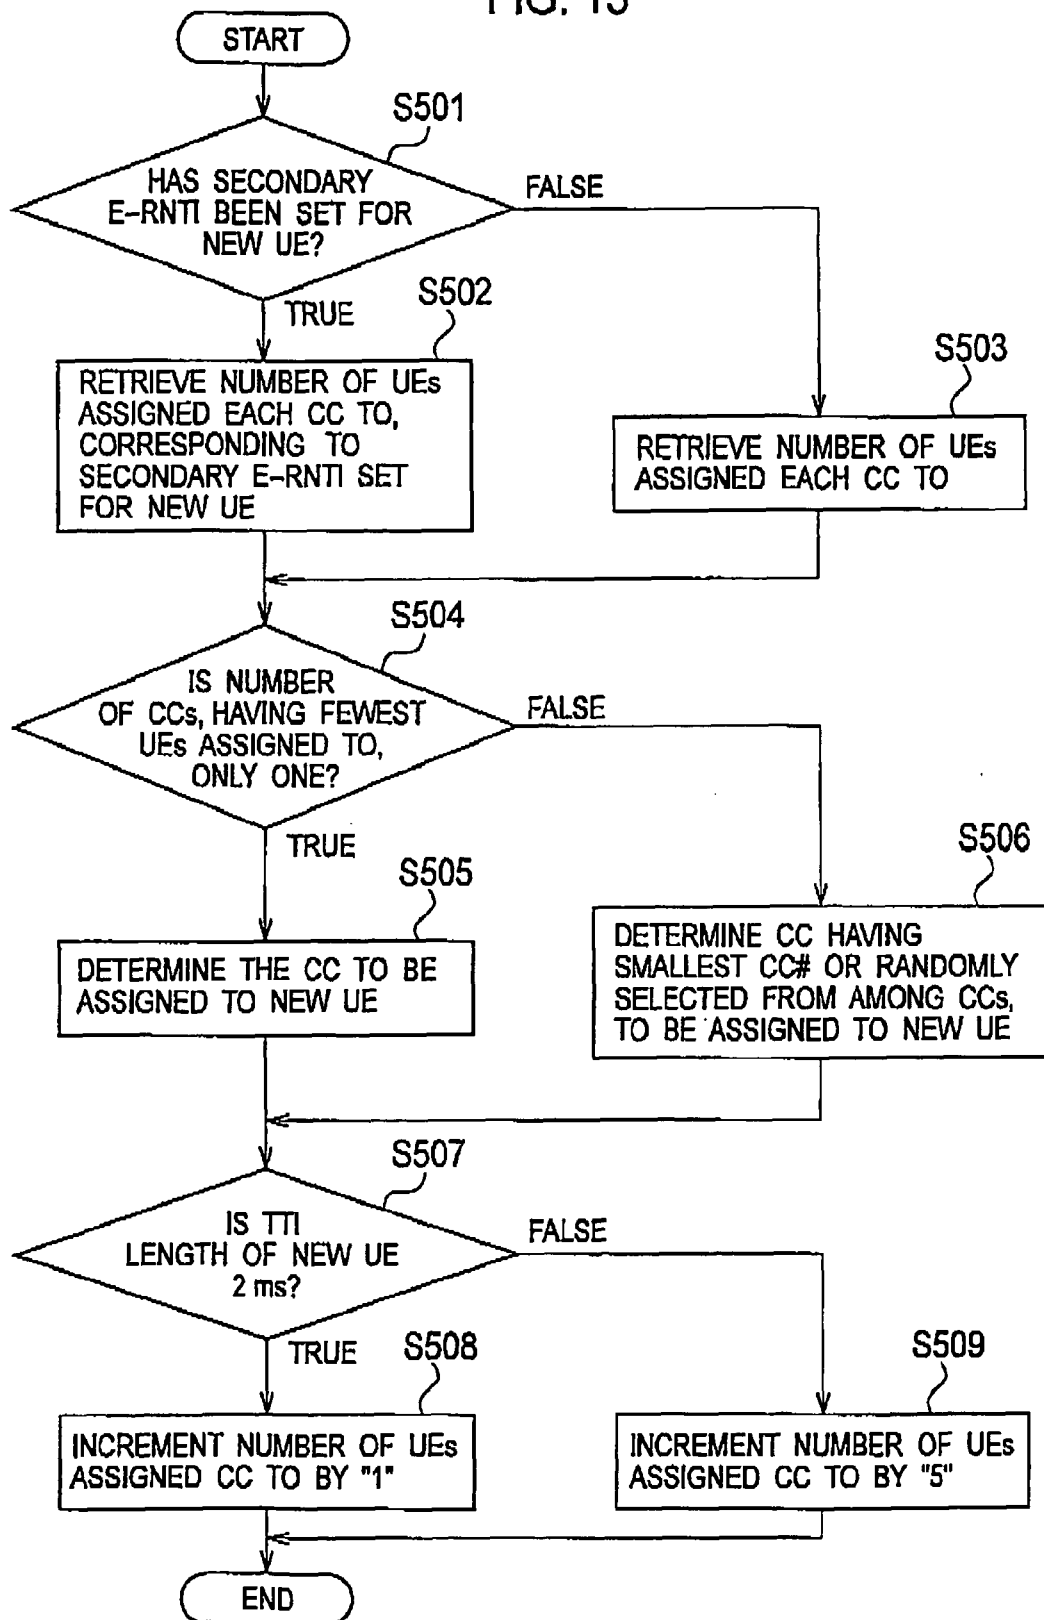 FIG. 13
START
S501
HAS SECONDARY
E-RNTI BEEN SET FOR
NEW UE?
FALSE
TRUE
S502
RETRIEVE NUMBER OF UEs
ASSIGNED EACH CC TO,
CORRESPONDING TO
SECONDARY E-RNTI SET
FOR NEW UE
S503
RETRIEVE NUMBER OF UEs
ASSIGNED EACH CC TO
S504
IS NUMBER
OF CCs, HAVING FEWEST
UEs ASSIGNED TO,
ONLY ONE?
FALSE
TRUE
S505
DETERMINE THE CC TO BE
ASSIGNED TO NEW UE
S506
DETERMINE CC HAVING
SMALLEST CC# OR RANDOMLY
SELECTED FROM AMONG CCs,
TO BE ASSIGNED TO NEW UE
S507
IS TTI
LENGTH OF NEW UE
2 ms?
FALSE
TRUE
S508
INCREMENT NUMBER OF UEs
ASSIGNED CC TO BY "1"
S509
INCREMENT NUMBER OF UEs
ASSIGNED CC TO BY "5"
END